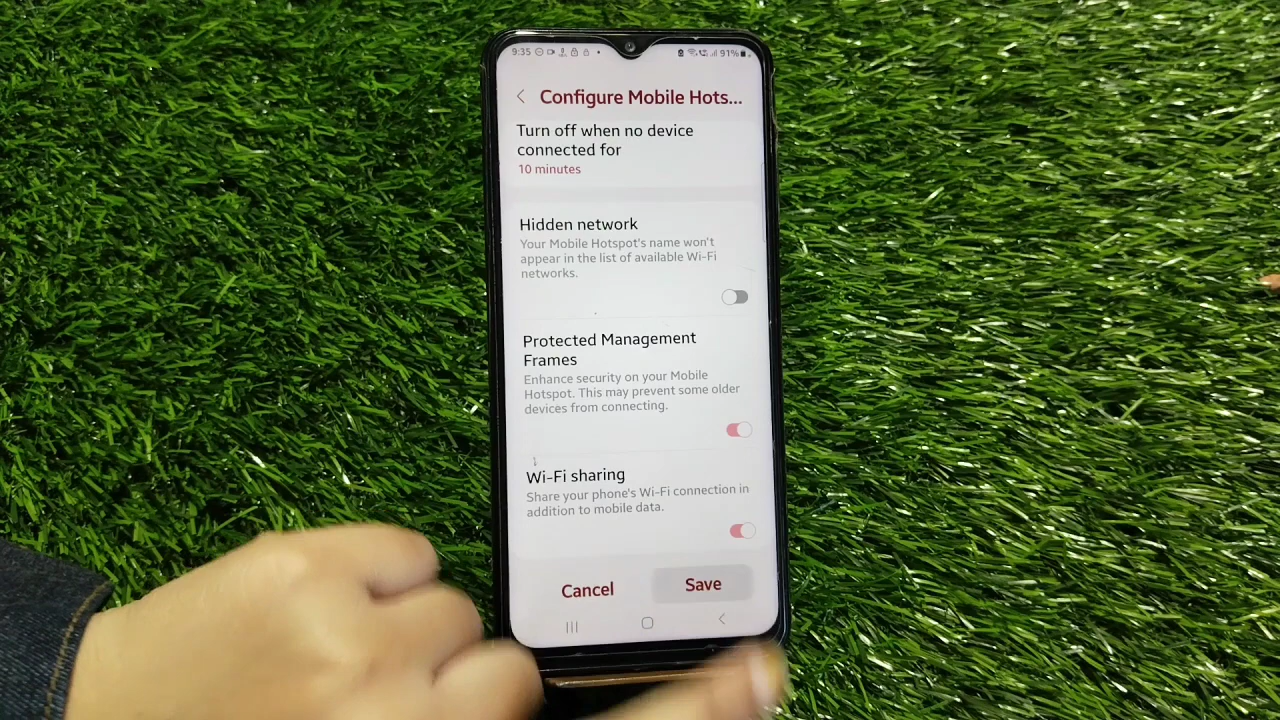 9:35
91%
Configure Mobile Hots...
Turn off when no device
connected for
10 minutes
Hidden network
Your Mobile Hotspot's name won't
appear in the list of available Wi-Fi
networks.
Protected Management
Frames
Enhance security on your Mobile
Hotspot. This may prevent some older
devices from connecting.
Wi-Fi sharing
Share your phone's Wi-Fi connection in
addition to mobile data.
Cancel
Save